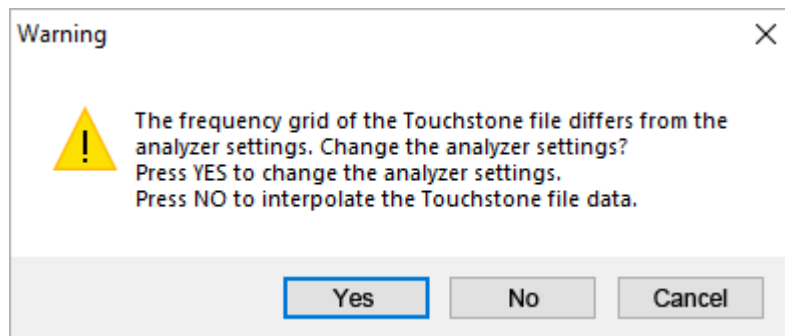 Warning
The frequency grid of the Touchstone file differs from the
analyzer settings. Change the analyzer settings?
Press YES to change the analyzer settings.
Press NO to interpolate the Touchstone file data.
Yes No Cancel